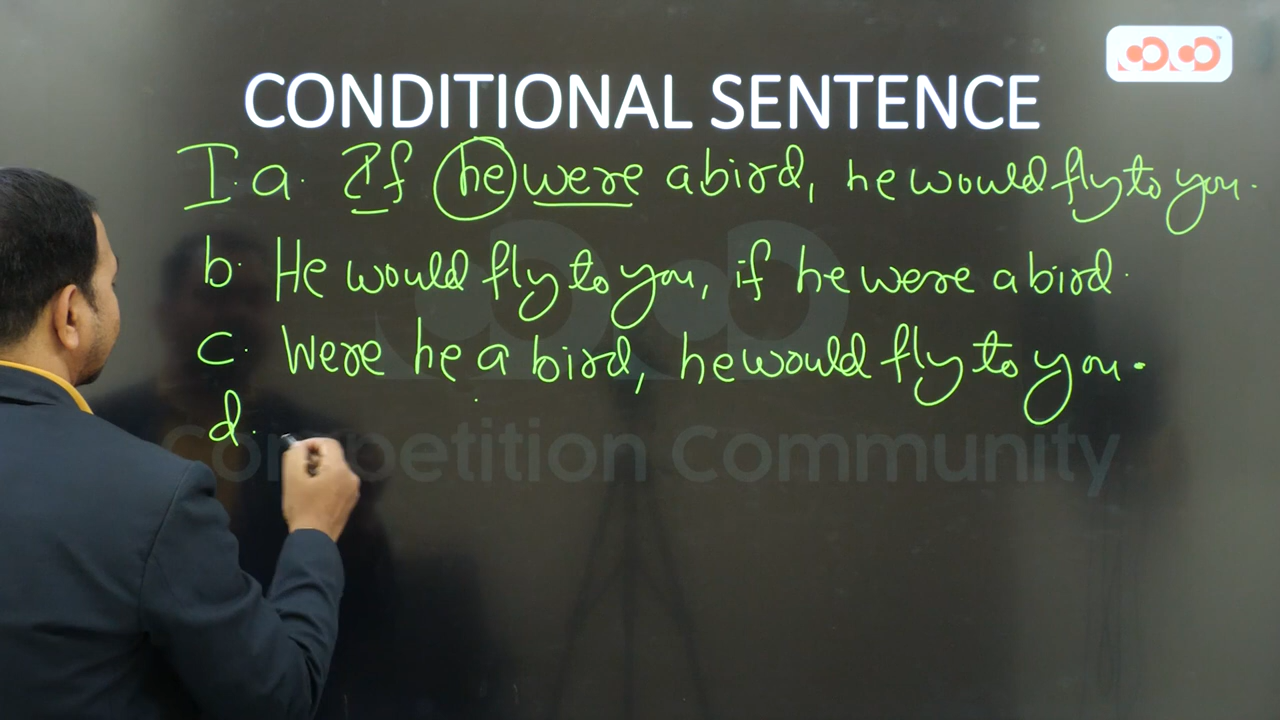 CONDITIONAL SENTENCE
I. a. If he were a bird, he would fly to you.
b. He would fly to you, if he were a bird.
c. Were he a bird, he would fly to you.
d.
Competition Community